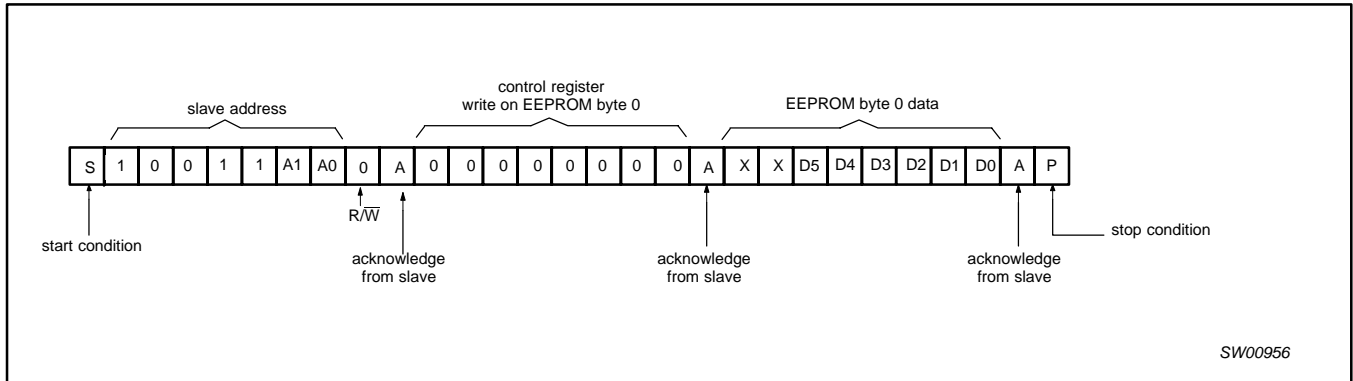 control register
write on EEPROM byte 0
slave address
EEPROM byte 0 data
S 1 0 0 1 1 A1 A0 0 A 0 0 0 0 0 0 0 0 A X X D5 D4 D3 D2 D1 D0 A P
R/W̅
start condition
acknowledge
from slave
acknowledge
from slave
acknowledge
from slave
stop condition
SW00956